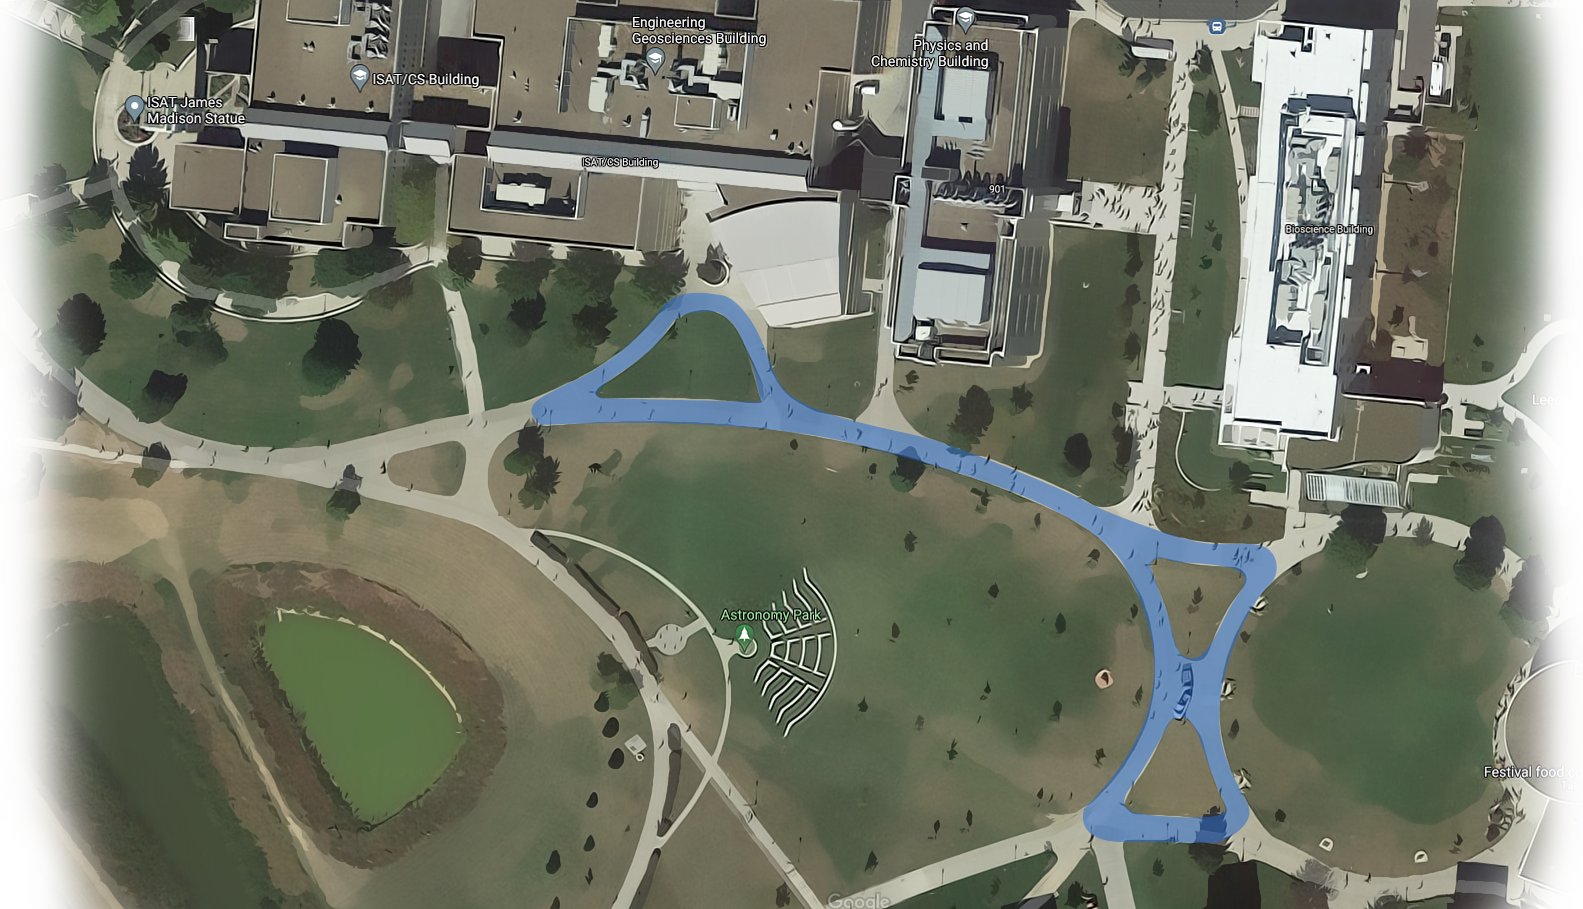 Engineering
Geosciences Building
Physics and
Chemistry Building
ISAT/CS Building
ISAT James
Madison Statue
ISAT/CS Building
901
Bioscience Building
Lee
Astronomy Park
Festival food
Google